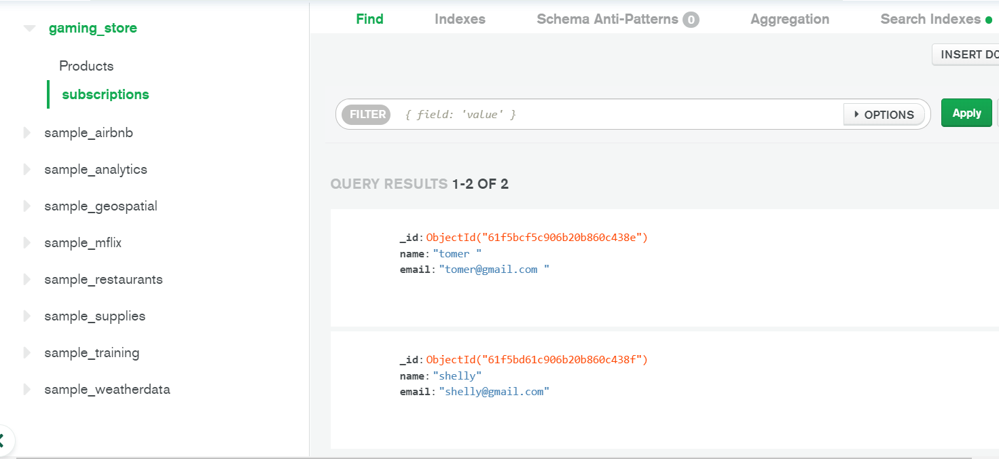 gaming_store
Products
subscriptions
sample_airbnb
sample_analytics
sample_geospatial
sample_mflix
sample_restaurants
sample_supplies
sample_training
sample_weatherdata
Find Indexes Schema Anti-Patterns 0 Aggregation Search Indexes
INSERT DO
FILTER { field: 'value' } OPTIONS Apply
QUERY RESULTS 1-2 OF 2
_id: ObjectId("61f5bcf5c906b20b860c438e")
name: "tomer "
email: "tomer@gmail.com "
_id: ObjectId("61f5bd61c906b20b860c438f")
name: "shelly"
email: "shelly@gmail.com"